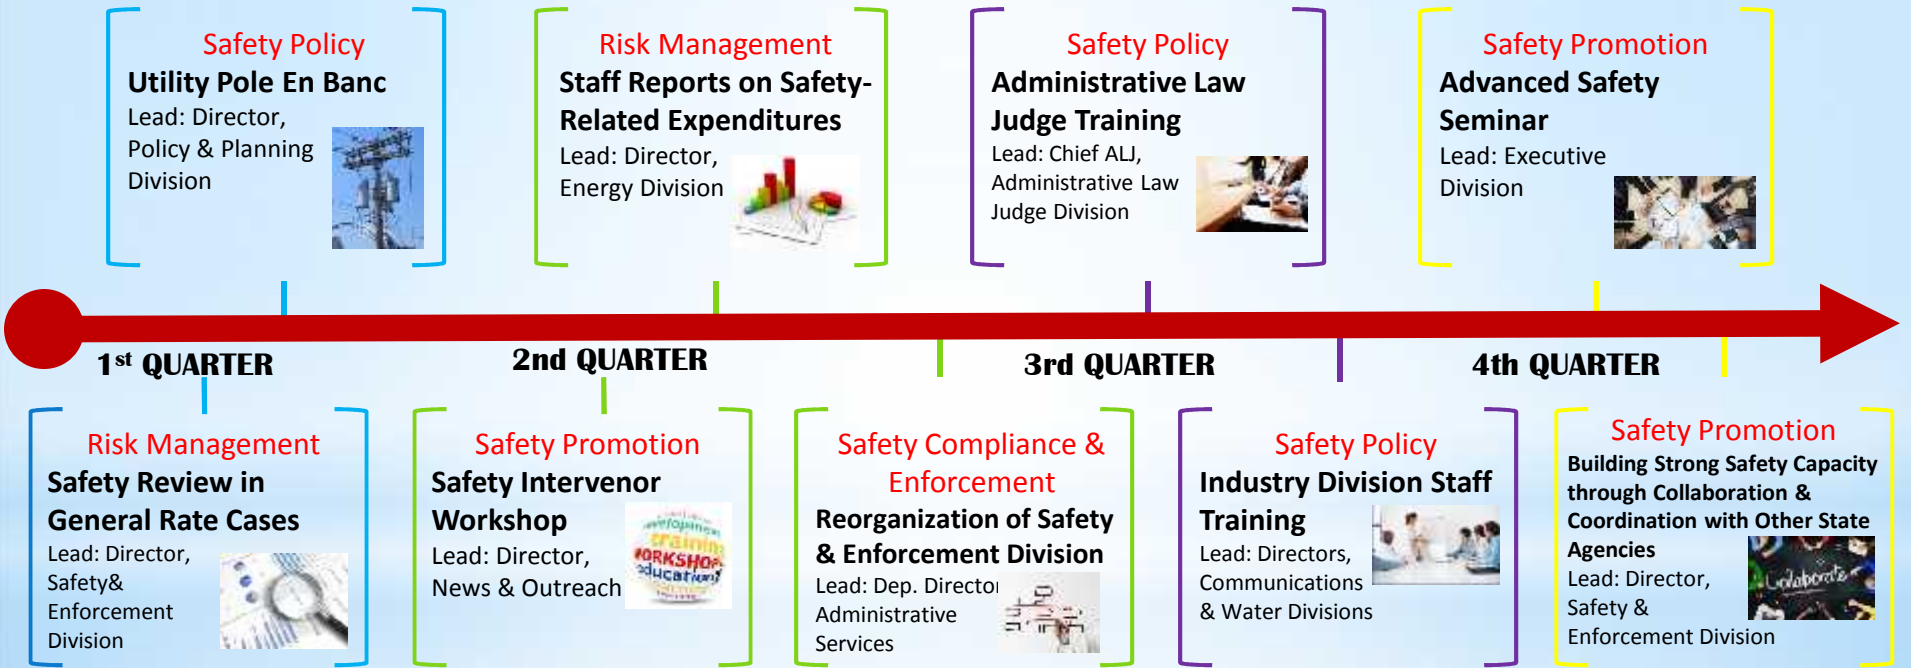 Safety Policy
Utility Pole En Banc
Lead: Director,
Policy & Planning
Division
Risk Management
Staff Reports on Safety-
Related Expenditures
Lead: Director,
Energy Division
Safety Policy
Administrative Law
Judge Training
Lead: Chief ALJ,
Administrative Law
Judge Division
Safety Promotion
Advanced Safety
Seminar
Lead: Executive
Division
1st QUARTER
2nd QUARTER
3rd QUARTER
4th QUARTER
Risk Management
Safety Review in
General Rate Cases
Lead: Director,
Safety&
Enforcement
Division
Safety Promotion
Safety Intervenor
Workshop
Lead: Director,
News & Outreach
training
WORKSHOP
education
Safety Compliance &
Enforcement
Reorganization of Safety
& Enforcement Division
Lead: Dep. Director
Administrative
Services
Safety Policy
Industry Division Staff
Training
Lead: Directors,
Communications
& Water Divisions
Safety Promotion
Building Strong Safety Capacity
through Collaboration &
Coordination with Other State
Agencies
Lead: Director,
Safety &
Enforcement Division
Collaborate